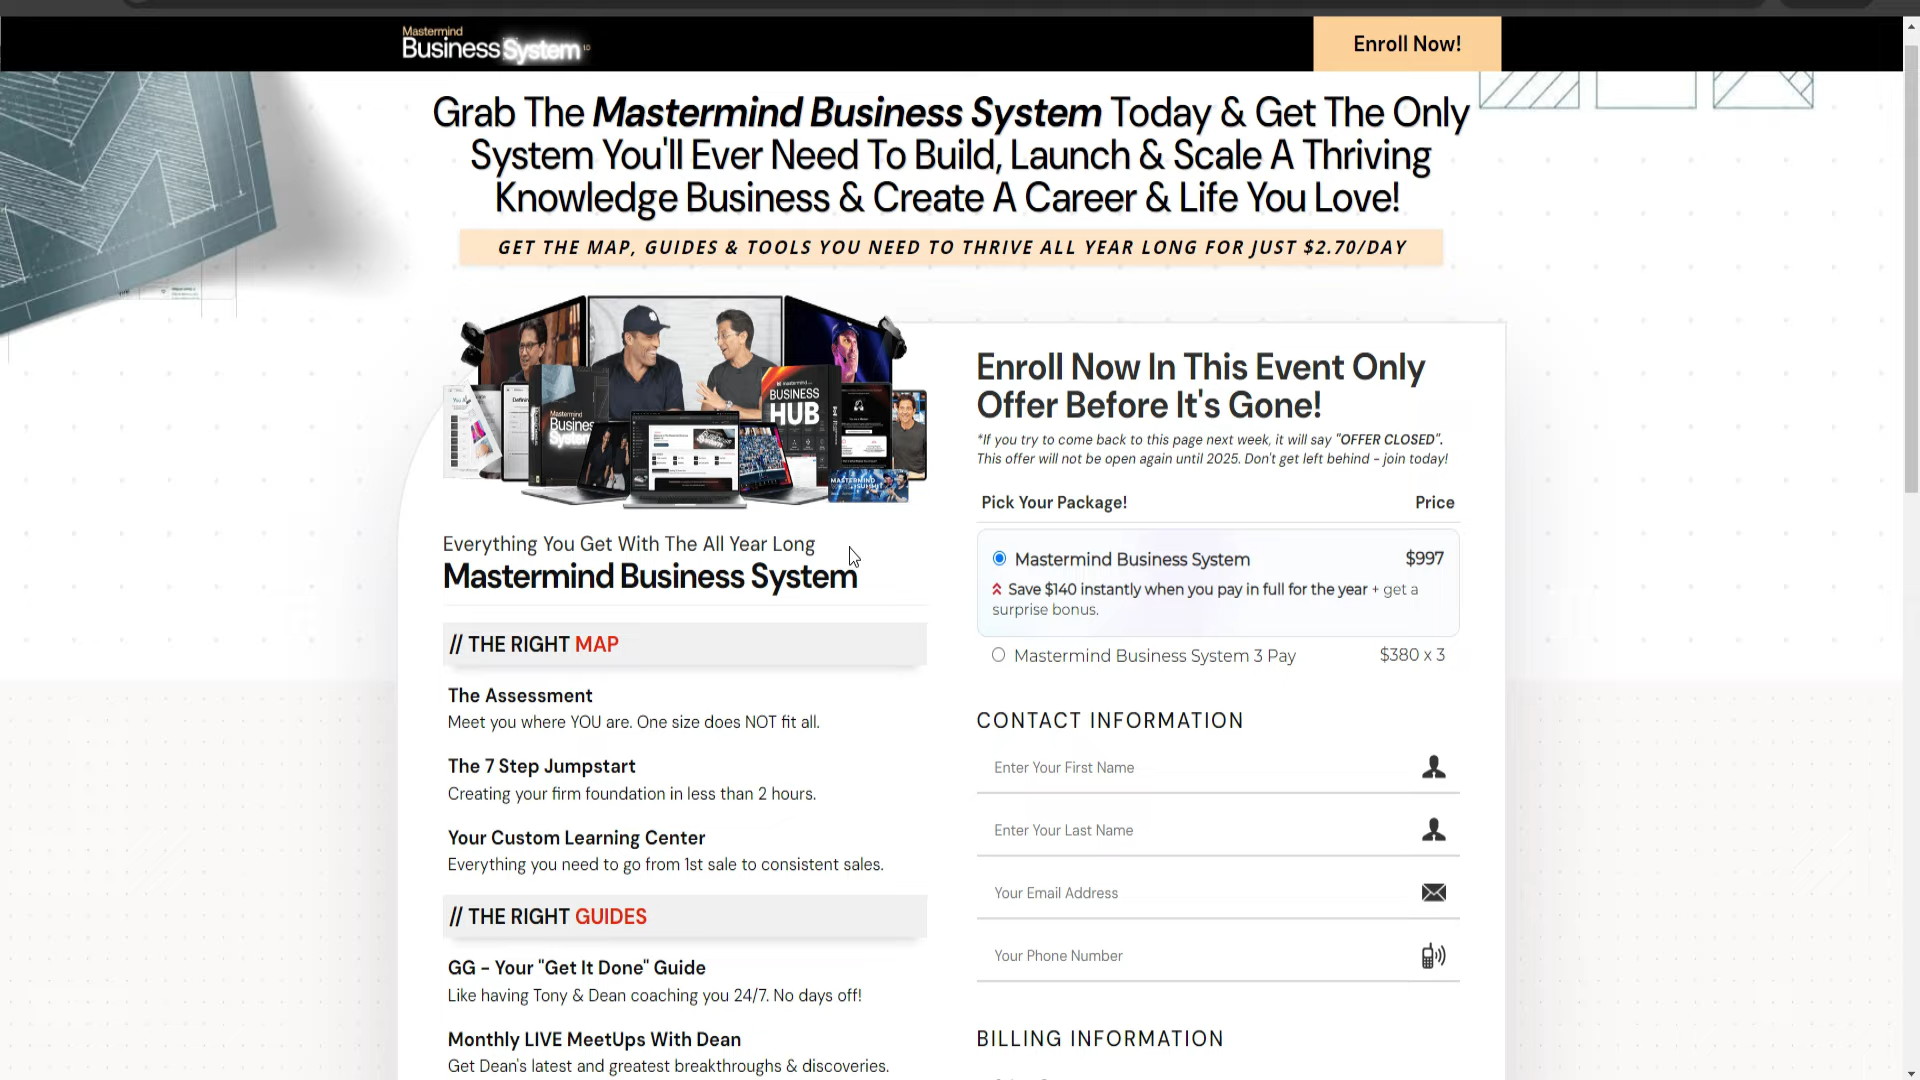 Mastermind
Business System 1.0
Enroll Now!
Grab The Mastermind Business System Today & Get The Only
System You'll Ever Need To Build, Launch & Scale A Thriving
Knowledge Business & Create A Career & Life You Love!
GET THE MAP, GUIDES & TOOLS YOU NEED TO THRIVE ALL YEAR LONG FOR JUST $2.70/DAY
Mastermind
Business
System
BUSINESS
HUB
MASTERMIND
SUMMIT
Everything You Get With The All Year Long
Mastermind Business System
// THE RIGHT MAP
The Assessment
Meet you where YOU are. One size does NOT fit all.
The 7 Step Jumpstart
Creating your firm foundation in less than 2 hours.
Your Custom Learning Center
Everything you need to go from 1st sale to consistent sales.
// THE RIGHT GUIDES
GG - Your "Get It Done" Guide
Like having Tony & Dean coaching you 24/7. No days off!
Monthly LIVE MeetUps With Dean
Get Dean's latest and greatest breakthroughs & discoveries.
Enroll Now In This Event Only
Offer Before It's Gone!
*If you try to come back to this page next week, it will say "OFFER CLOSED".
This offer will not be open again until 2025. Don't get left behind - join today!
Pick Your Package! Price
Mastermind Business System $997
Save $140 instantly when you pay in full for the year + get a
surprise bonus.
Mastermind Business System 3 Pay $380 x 3
CONTACT INFORMATION
Enter Your First Name
Enter Your Last Name
Your Email Address
Your Phone Number
BILLING INFORMATION